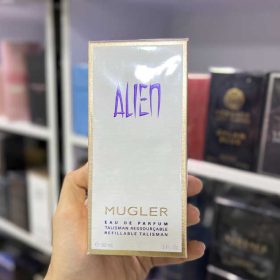 ALIEN
MUGLER
EAU DE PARFUM
TALISMAN RESSOURÇABLE
REFILLABLE TALISMAN